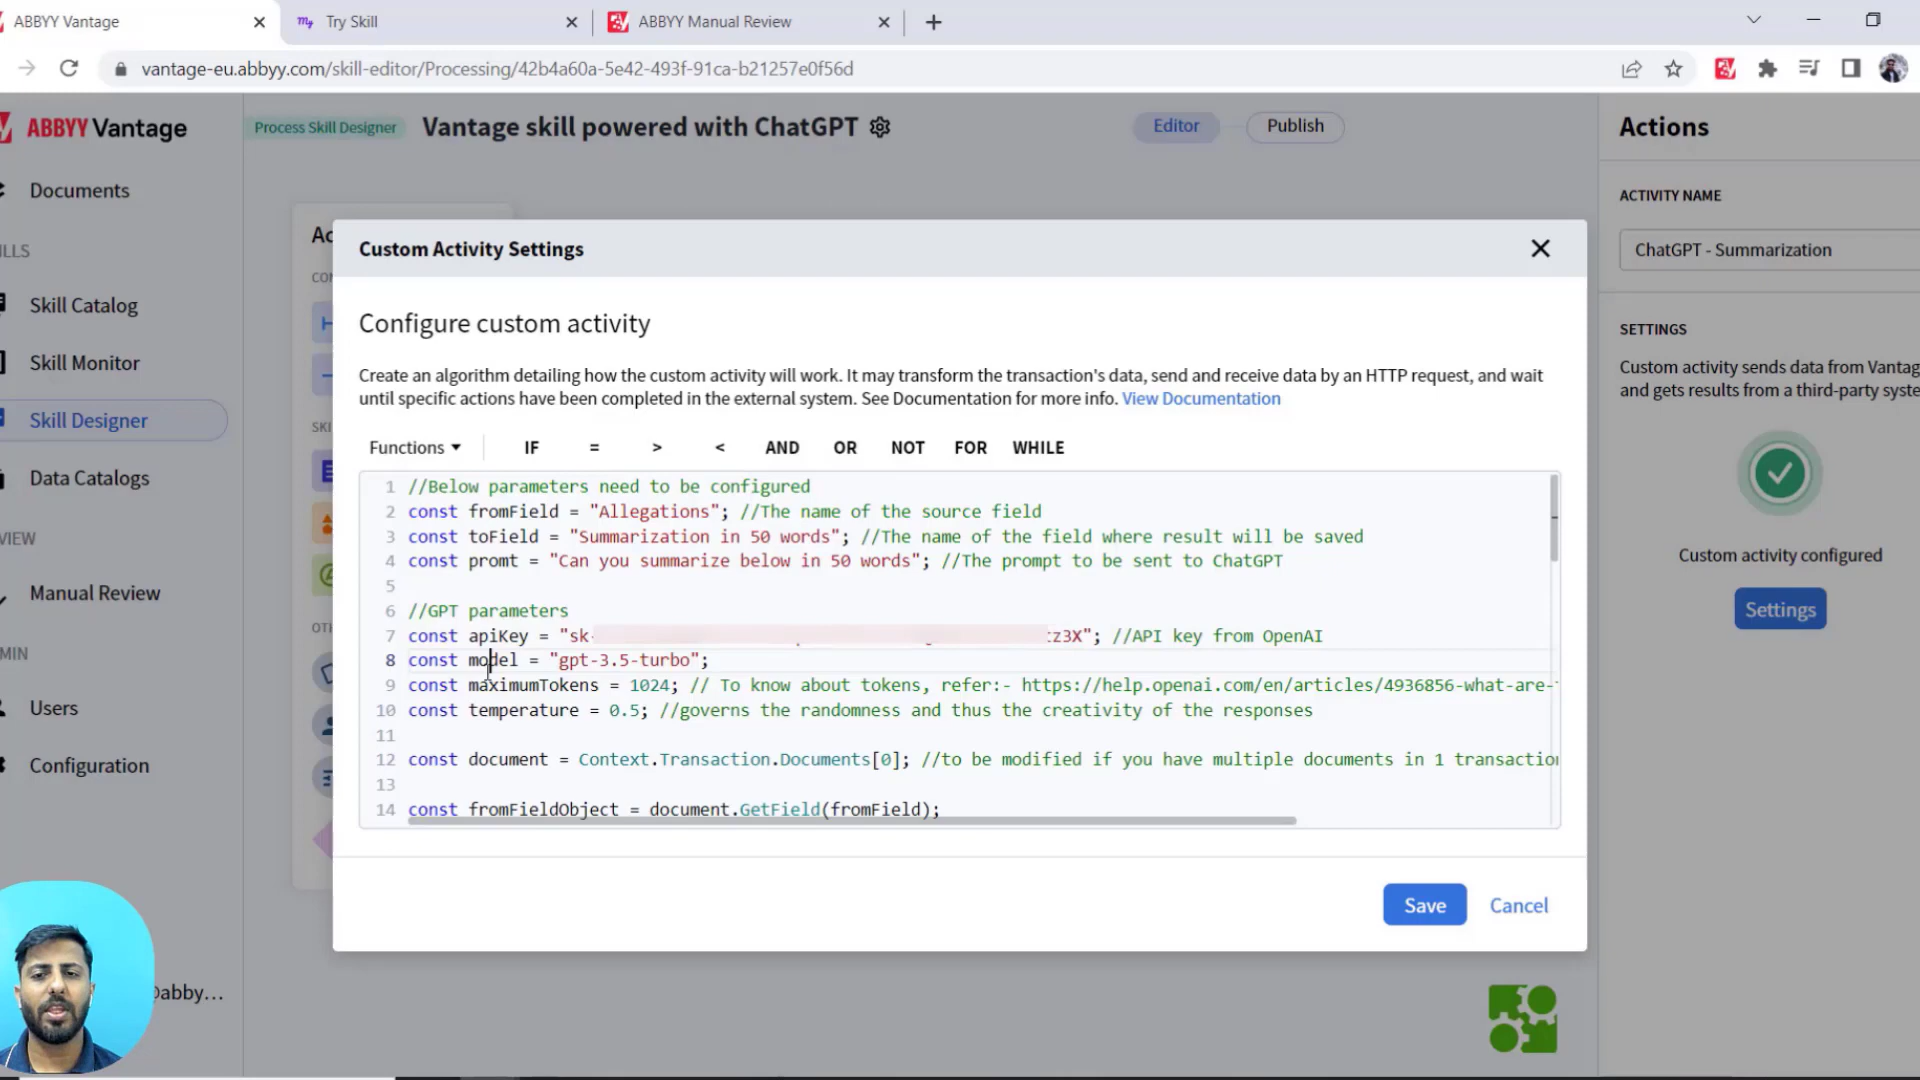 ABBYY Vantage
Try Skill
ABBYY Manual Review
vantage-eu.abbyy.com/skill-editor/Processing/42b4a60a-5e42-493f-91ca-b21257e0f56d
ABBYY Vantage
Process Skill Designer
Vantage skill powered with ChatGPT
Editor
Publish
Actions
Documents
ILLS
Skill Catalog
Skill Monitor
Skill Designer
Data Catalogs
VIEW
Manual Review
MIN
Users
Configuration
@abby...
Ac
CO
SKI
OT
Custom Activity Settings
Configure custom activity
Create an algorithm detailing how the custom activity will work. It may transform the transaction's data, send and receive data by an HTTP request, and wait
until specific actions have been completed in the external system. See Documentation for more info. View Documentation
Functions IF = > < AND OR NOT FOR WHILE
1 //Below parameters need to be configured
2 const fromField = "Allegations"; //The name of the source field
3 const toField = "Summarization in 50 words"; //The name of the field where result will be saved
4 const promt = "Can you summarize below in 50 words"; //The prompt to be sent to ChatGPT
5
6 //GPT parameters
7 const apiKey = "sk- cz3X"; //API key from OpenAI
8 const model = "gpt-3.5-turbo";
9 const maximumTokens = 1024; // To know about tokens, refer:- https://help.openai.com/en/articles/4936856-what-are-
10 const temperature = 0.5; //governs the randomness and thus the creativity of the responses
11
12 const document = Context.Transaction.Documents[0]; //to be modified if you have multiple documents in 1 transactio
13
14 const fromFieldObject = document.GetField(fromField);
Save
Cancel
ACTIVITY NAME
ChatGPT - Summarization
SETTINGS
Custom activity sends data from Vantag
and gets results from a third-party syste
Custom activity configured
Settings